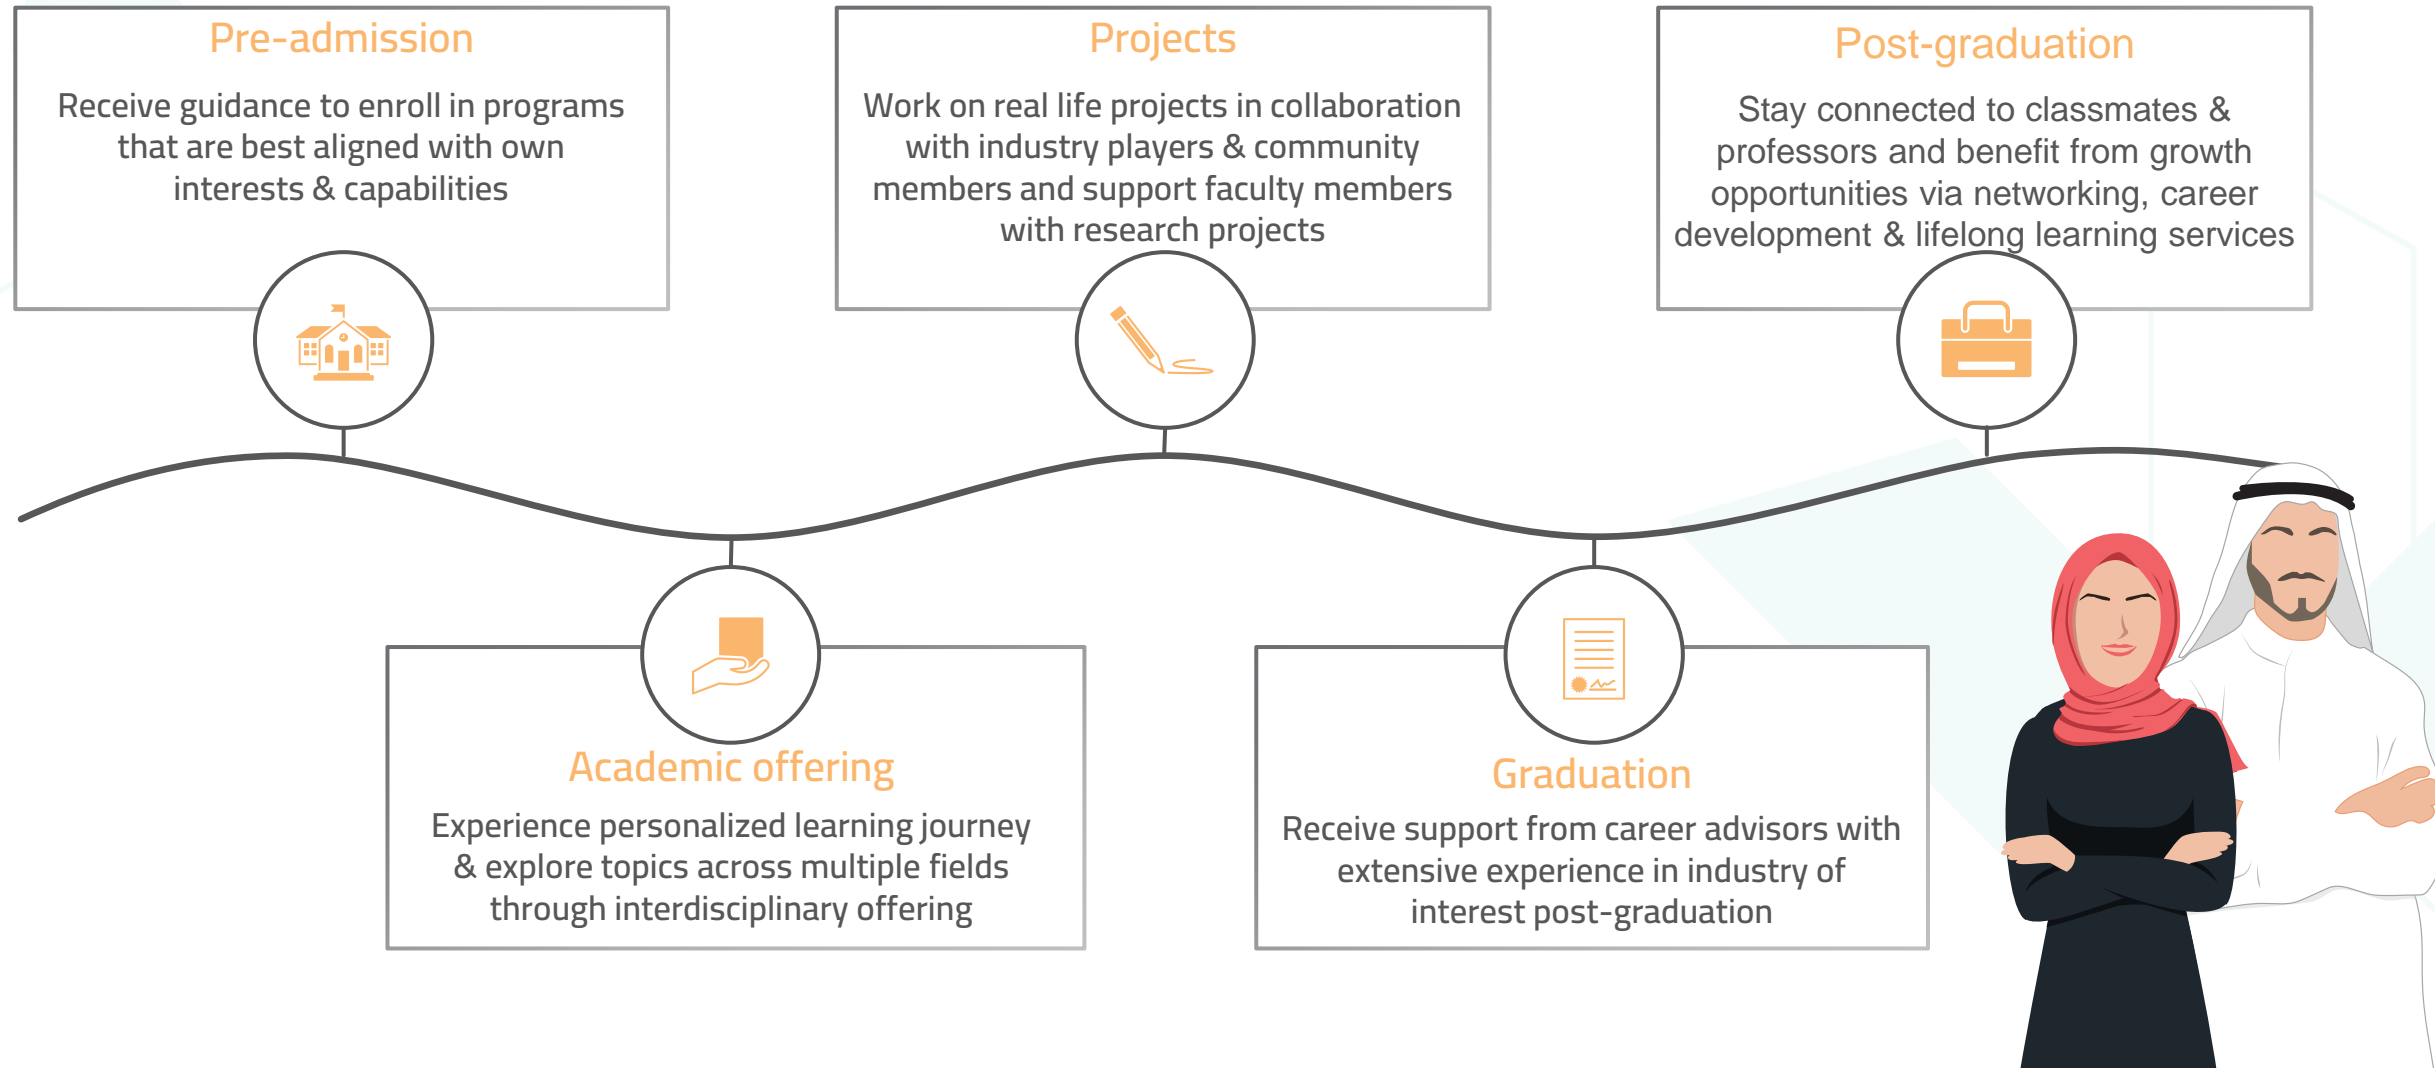 Pre-admission
Receive guidance to enroll in programs
that are best aligned with own
interests & capabilities
Projects
Work on real life projects in collaboration
with industry players & community
members and support faculty members
with research projects
Post-graduation
Stay connected to classmates &
professors and benefit from growth
opportunities via networking, career
development & lifelong learning services
Academic offering
Experience personalized learning journey
& explore topics across multiple fields
through interdisciplinary offering
Graduation
Receive support from career advisors with
extensive experience in industry of
interest post-graduation